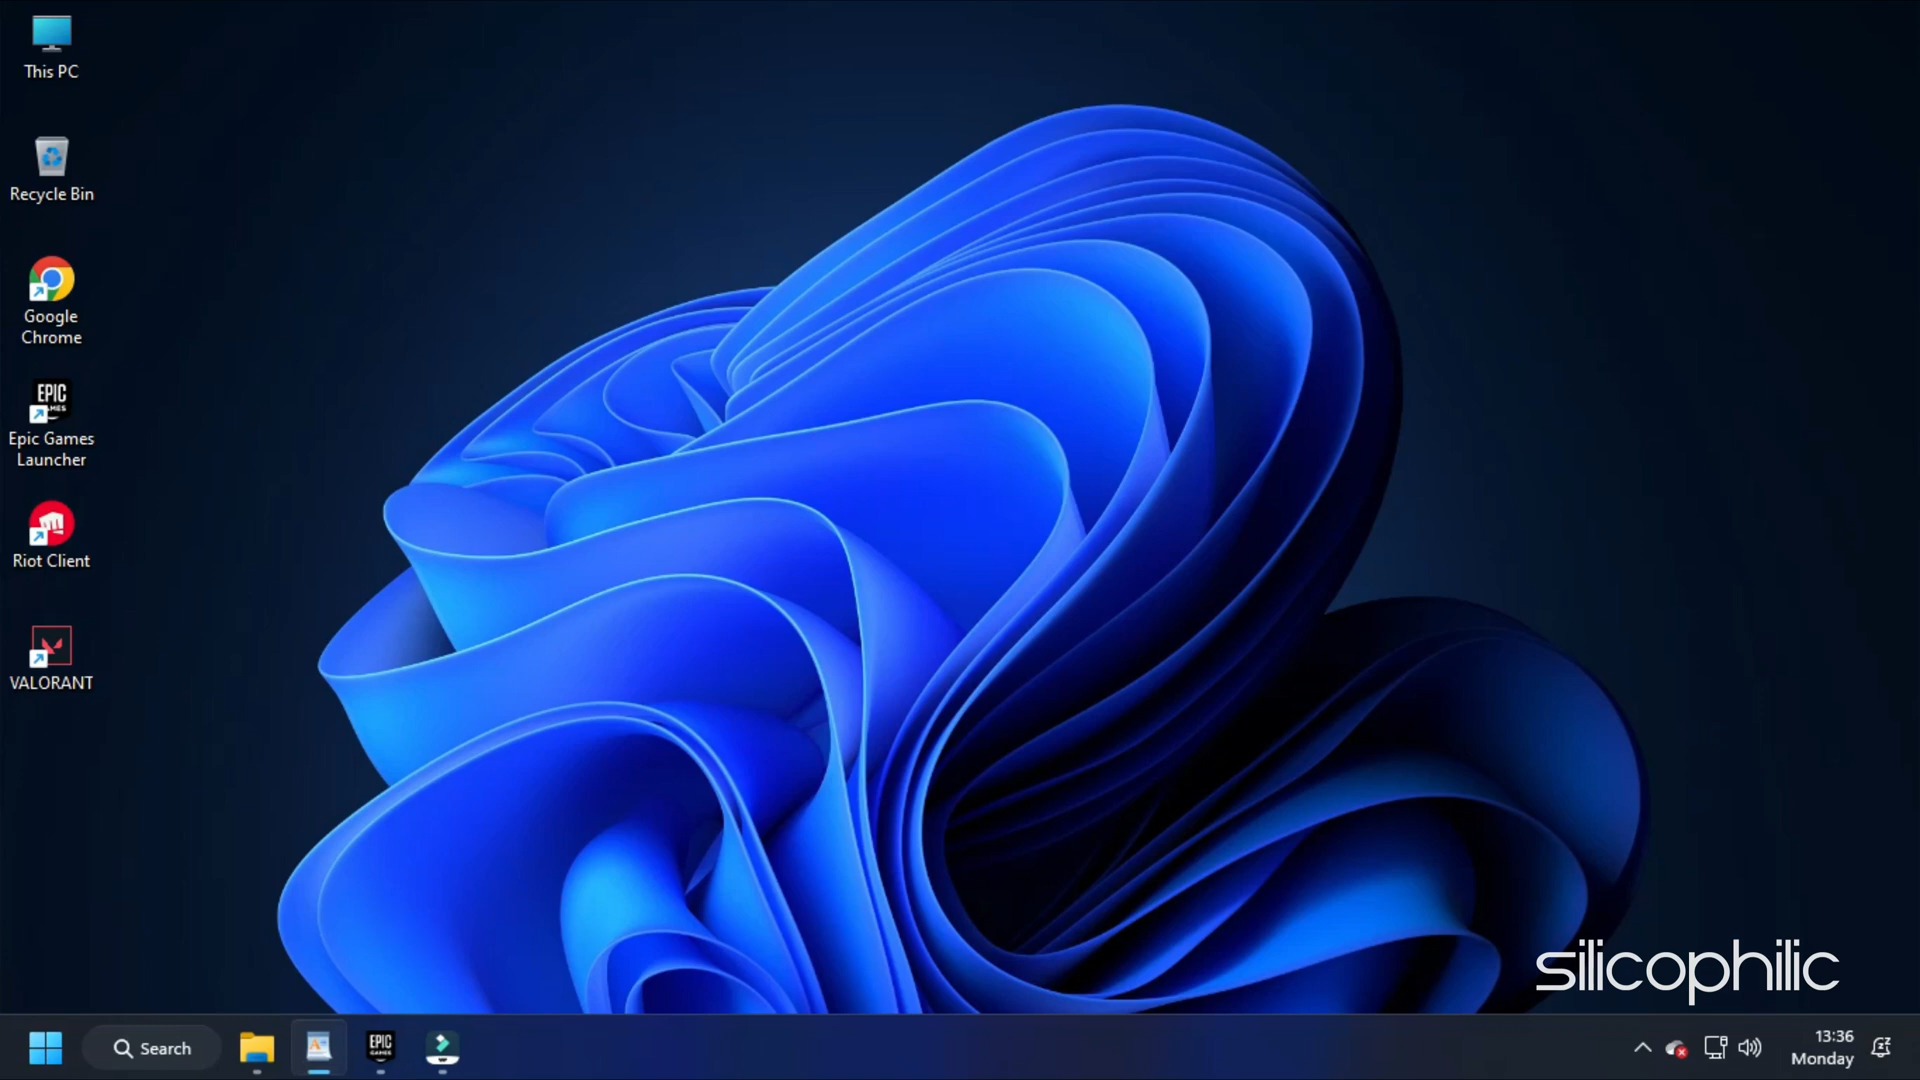 This PC
Recycle Bin
Google
Chrome
EPIC
Epic Games
Launcher
Riot Client
VALORANT
silicophilic
Search
EPIC
GAMES
13:36
Monday